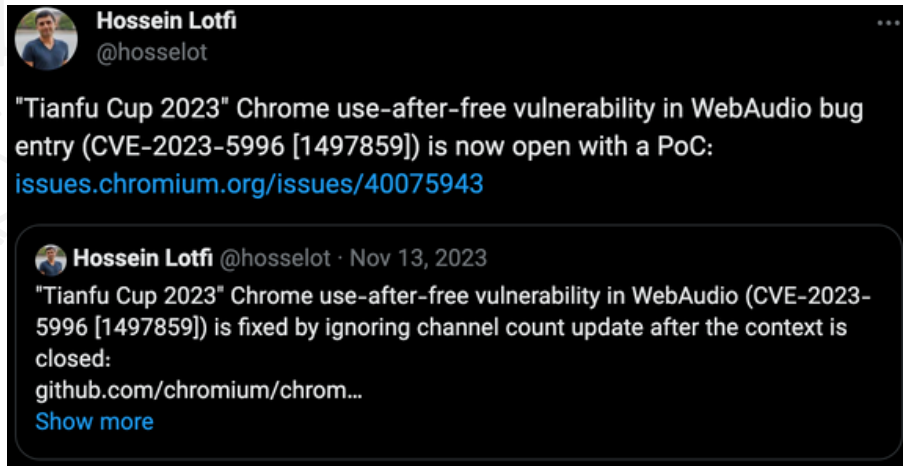 Hossein Lotfi
@hosselot
"Tianfu Cup 2023" Chrome use-after-free vulnerability in WebAudio bug
entry (CVE-2023-5996 [1497859]) is now open with a PoC:
issues.chromium.org/issues/40075943
Hossein Lotfi @hosselot · Nov 13, 2023
"Tianfu Cup 2023" Chrome use-after-free vulnerability in WebAudio (CVE-2023-
5996 [1497859]) is fixed by ignoring channel count update after the context is
closed:
github.com/chromium/chrom…
Show more